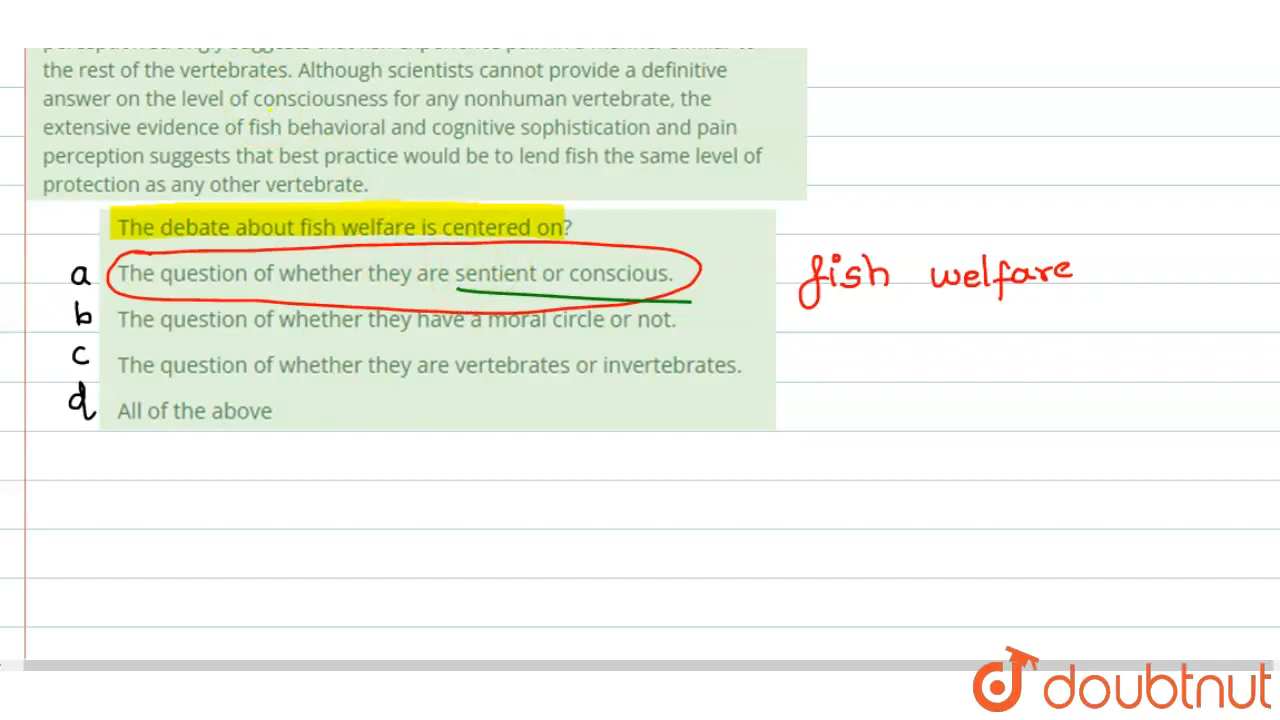 the rest of the vertebrates. Although scientists cannot provide a definitive
answer on the level of consciousness for any nonhuman vertebrate, the
extensive evidence of fish behavioral and cognitive sophistication and pain
perception suggests that best practice would be to lend fish the same level of
protection as any other vertebrate.
The debate about fish welfare is centered on?
a The question of whether they are sentient or conscious.
fish welfare
b The question of whether they have a moral circle or not.
c The question of whether they are vertebrates or invertebrates.
d All of the above
doubtnut